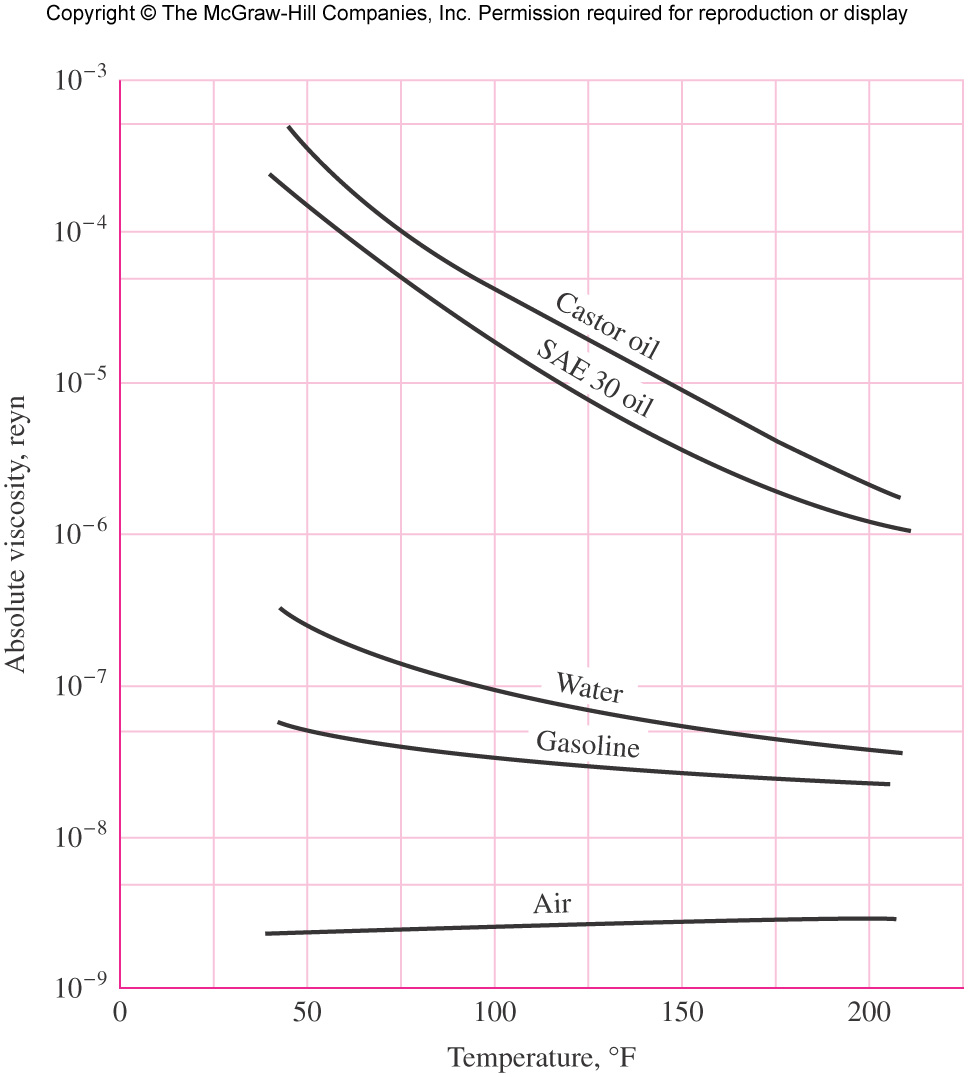 Copyright © The McGraw-Hill Companies, Inc. Permission required for reproduction or display
10⁻³
10⁻⁴
10⁻⁵
10⁻⁶
10⁻⁷
10⁻⁸
10⁻⁹
Absolute viscosity, reyn
Castor oil
SAE 30 oil
Water
Gasoline
Air
0 50 100 150 200
Temperature, °F